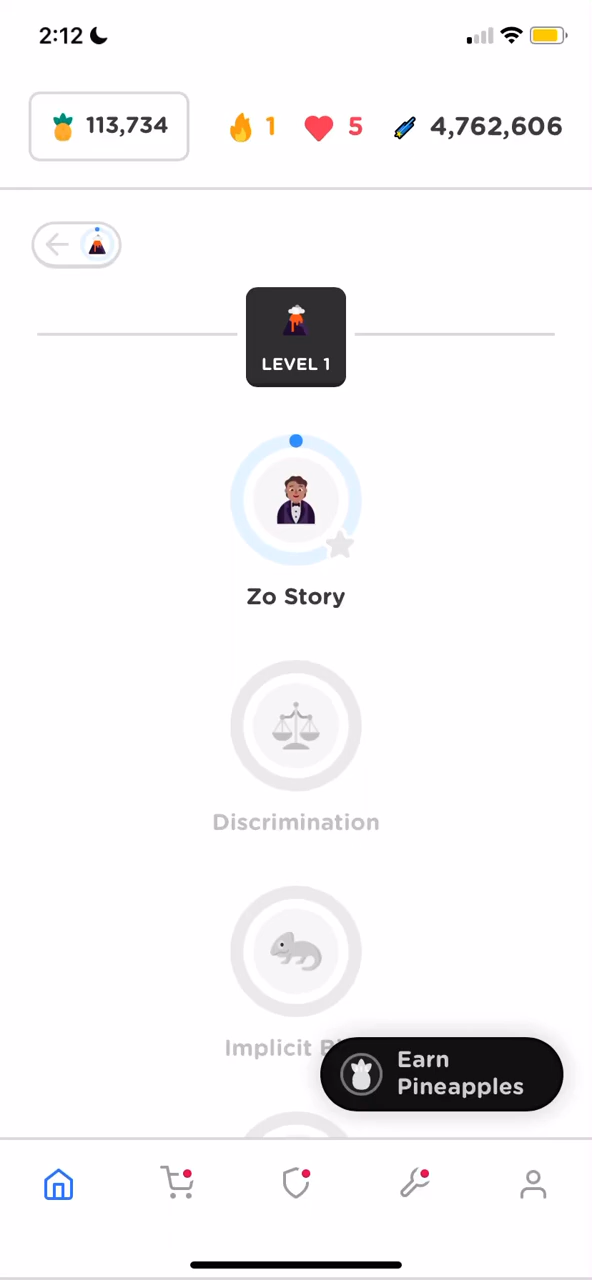 2:12
113,734
1
5
4,762,606
LEVEL 1
Zo Story
Discrimination
Implicit
Earn
Pineapples